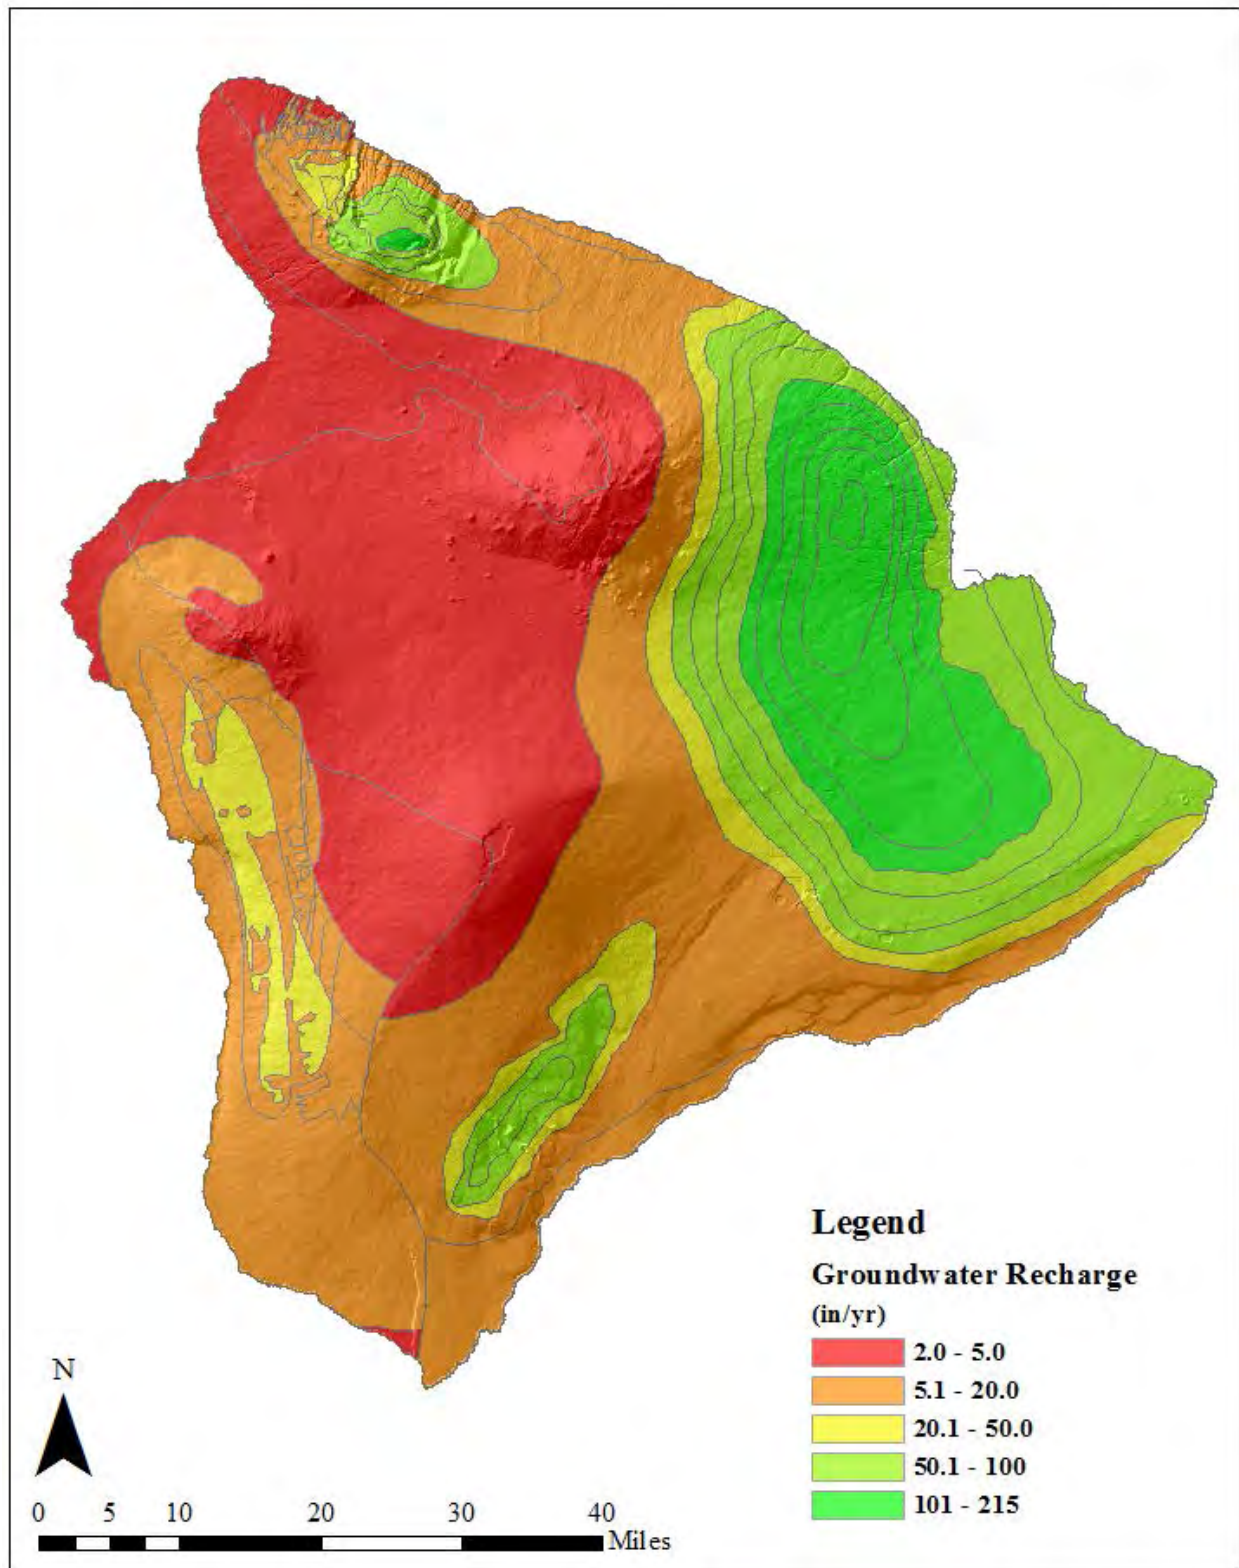 Legend
Groundwater Recharge
(in/yr)
2.0 - 5.0
5.1 - 20.0
20.1 - 50.0
50.1 - 100
101 - 215
N
0 5 10 20 30 40
Miles